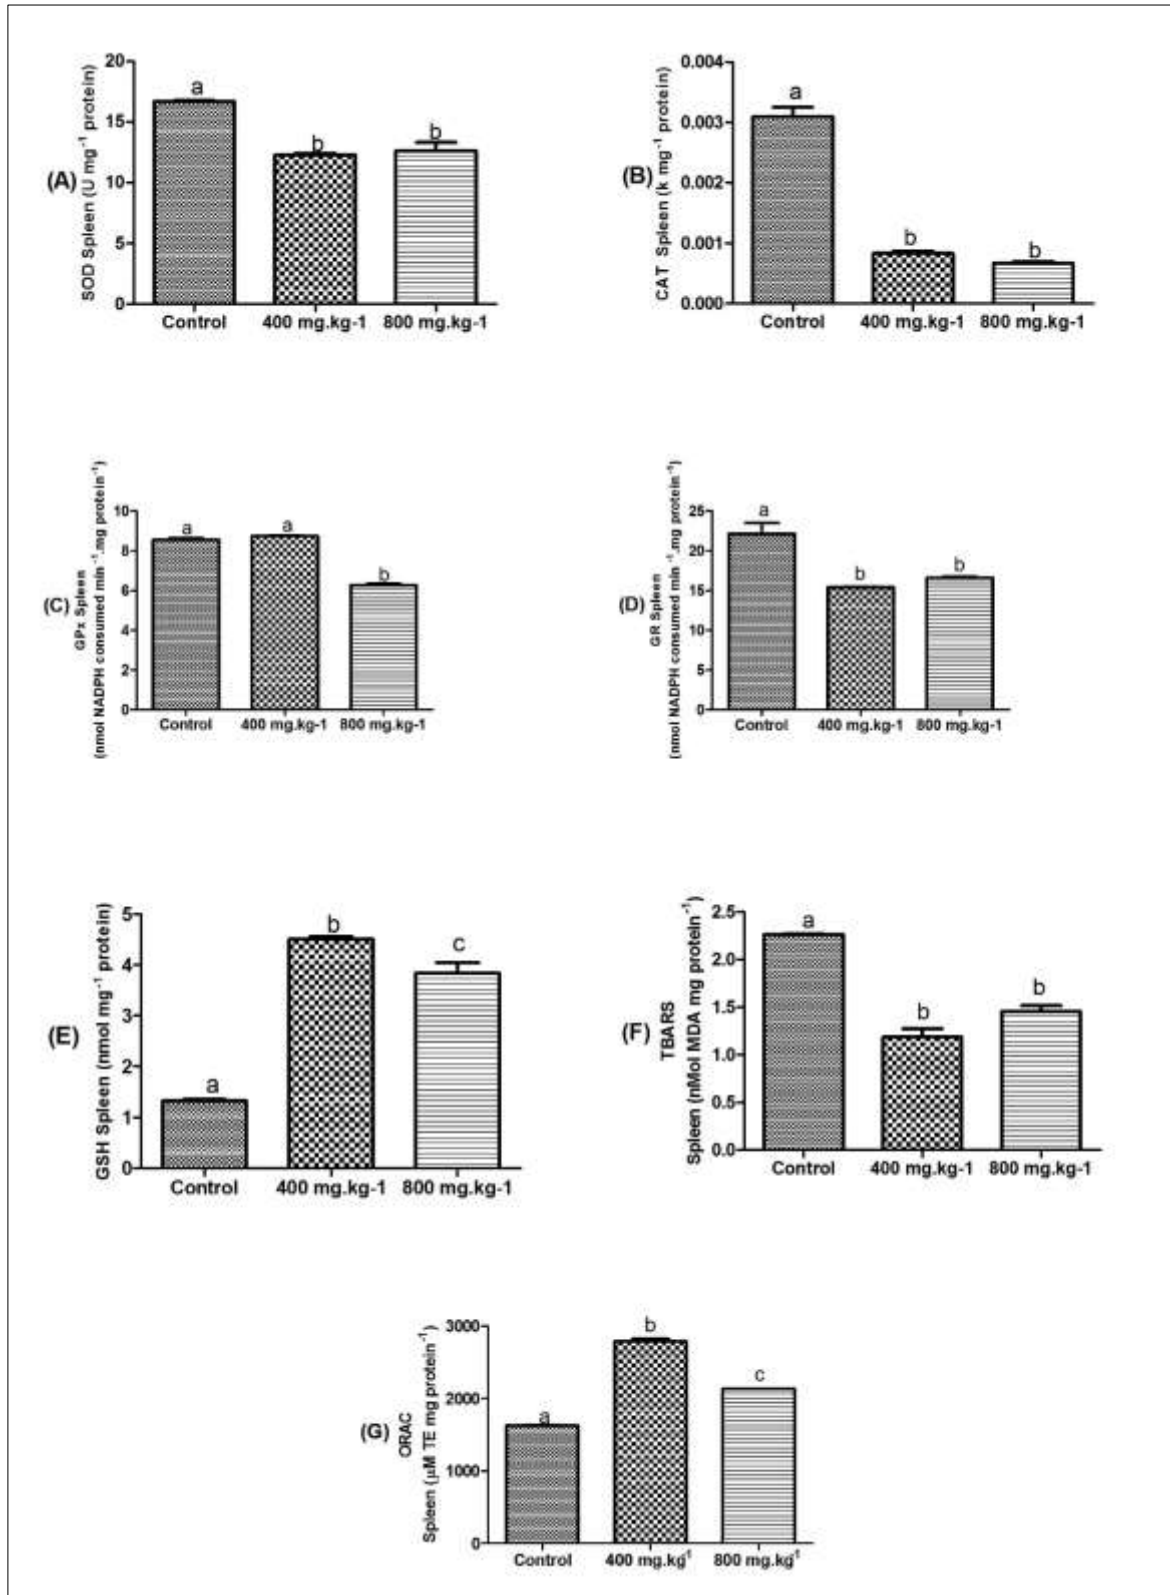 (A)
SOD Spleen (U mg⁻¹ protein)
20
15
10
5
0
a
b
b
Control 400 mg.kg-1 800 mg.kg-1
(B)
CAT Spleen (k mg⁻¹ protein)
0.004
0.003
0.002
0.001
0.000
a
b
b
Control 400 mg.kg-1 800 mg.kg-1
(C)
GPx Spleen
(nmol NADPH consumed min⁻¹.mg protein⁻¹)
10
8
6
4
2
0
a
a
b
Control 400 mg.kg-1 800 mg.kg-1
(D)
GR Spleen
(nmol NADPH consumed min⁻¹.mg protein⁻¹)
25
20
15
10
5
0
a
b
b
Control 400 mg.kg-1 800 mg.kg-1
(E)
GSH Spleen (nmol mg⁻¹ protein)
5
4
3
2
1
0
a
b
c
Control 400 mg.kg-1 800 mg.kg-1
(F)
TBARS
Spleen (nMol MDA mg protein⁻¹)
2.5
2.0
1.5
1.0
0.5
0.0
a
b
b
Control 400 mg.kg-1 800 mg.kg-1
(G)
ORAC
Spleen (µM TE mg protein⁻¹)
3000
2000
1000
0
a
b
c
Control 400 mg.kg⁻¹ 800 mg.kg⁻¹